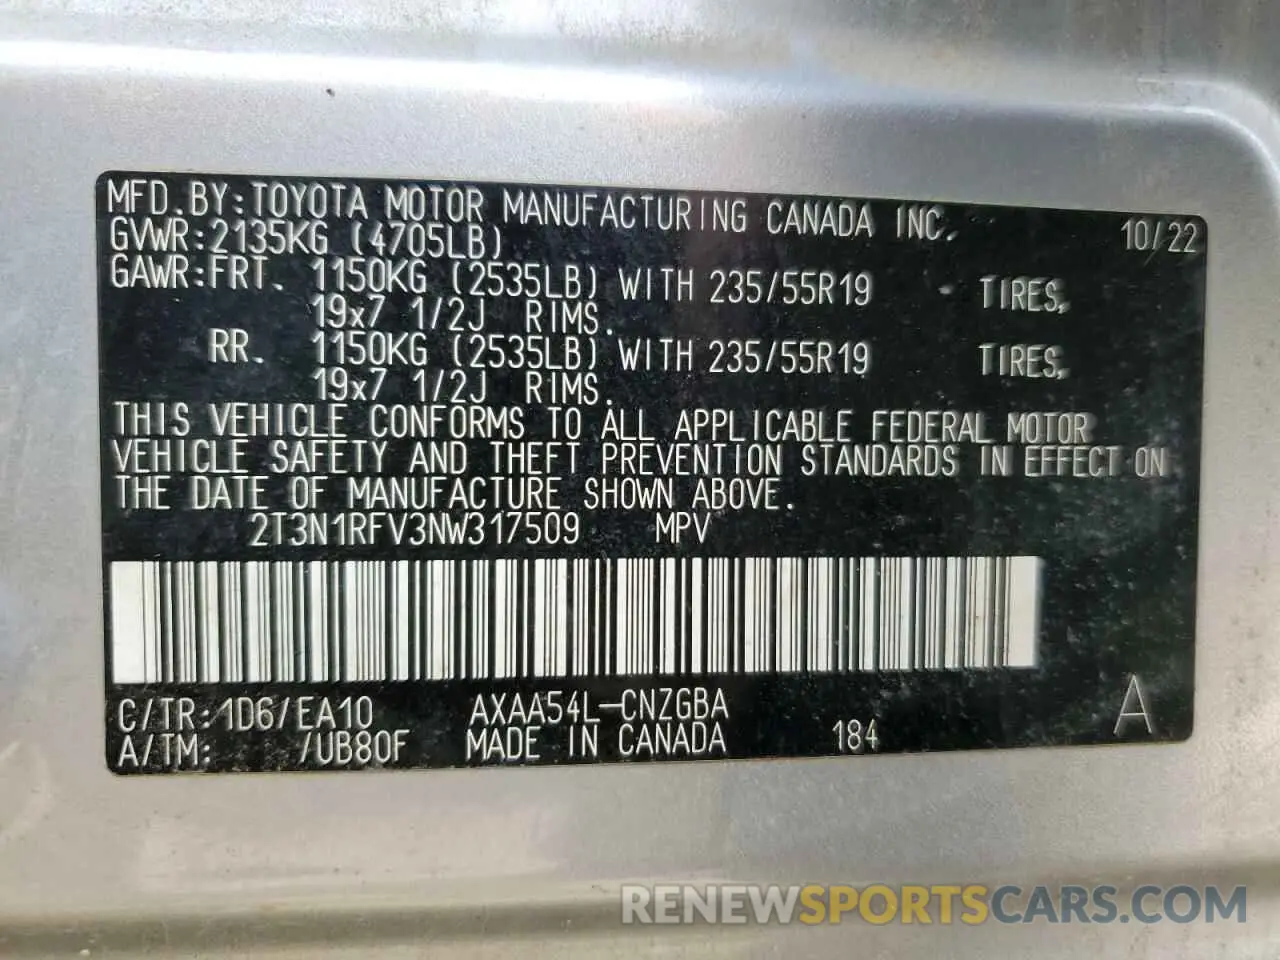 MFD.BY:TOYOTA MOTOR MANUFACTURING CANADA INC. 10/22
GVWR:2135KG (4705LB)
GAWR:FRT. 1150KG (2535LB) WITH 235/55R19 TIRES,
19x7 1/2J RIMS.
RR. 1150KG (2535LB) WITH 235/55R19 TIRES,
19x7 1/2J RIMS.
THIS VEHICLE CONFORMS TO ALL APPLICABLE FEDERAL MOTOR
VEHICLE SAFETY AND THEFT PREVENTION STANDARDS IN EFFECT ON
THE DATE OF MANUFACTURE SHOWN ABOVE.
2T3N1RFV3NW317509 MPV
C/TR:1D6/EA10 AXAA54L-CNZGBA A
A/TM: /UB80F MADE IN CANADA 184
RENEWSPORTSCARS.COM